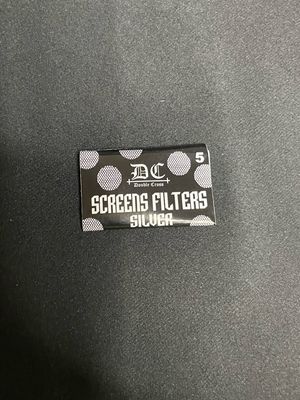 5
DC
Double Cross
SCREENS FILTERS
SILVER